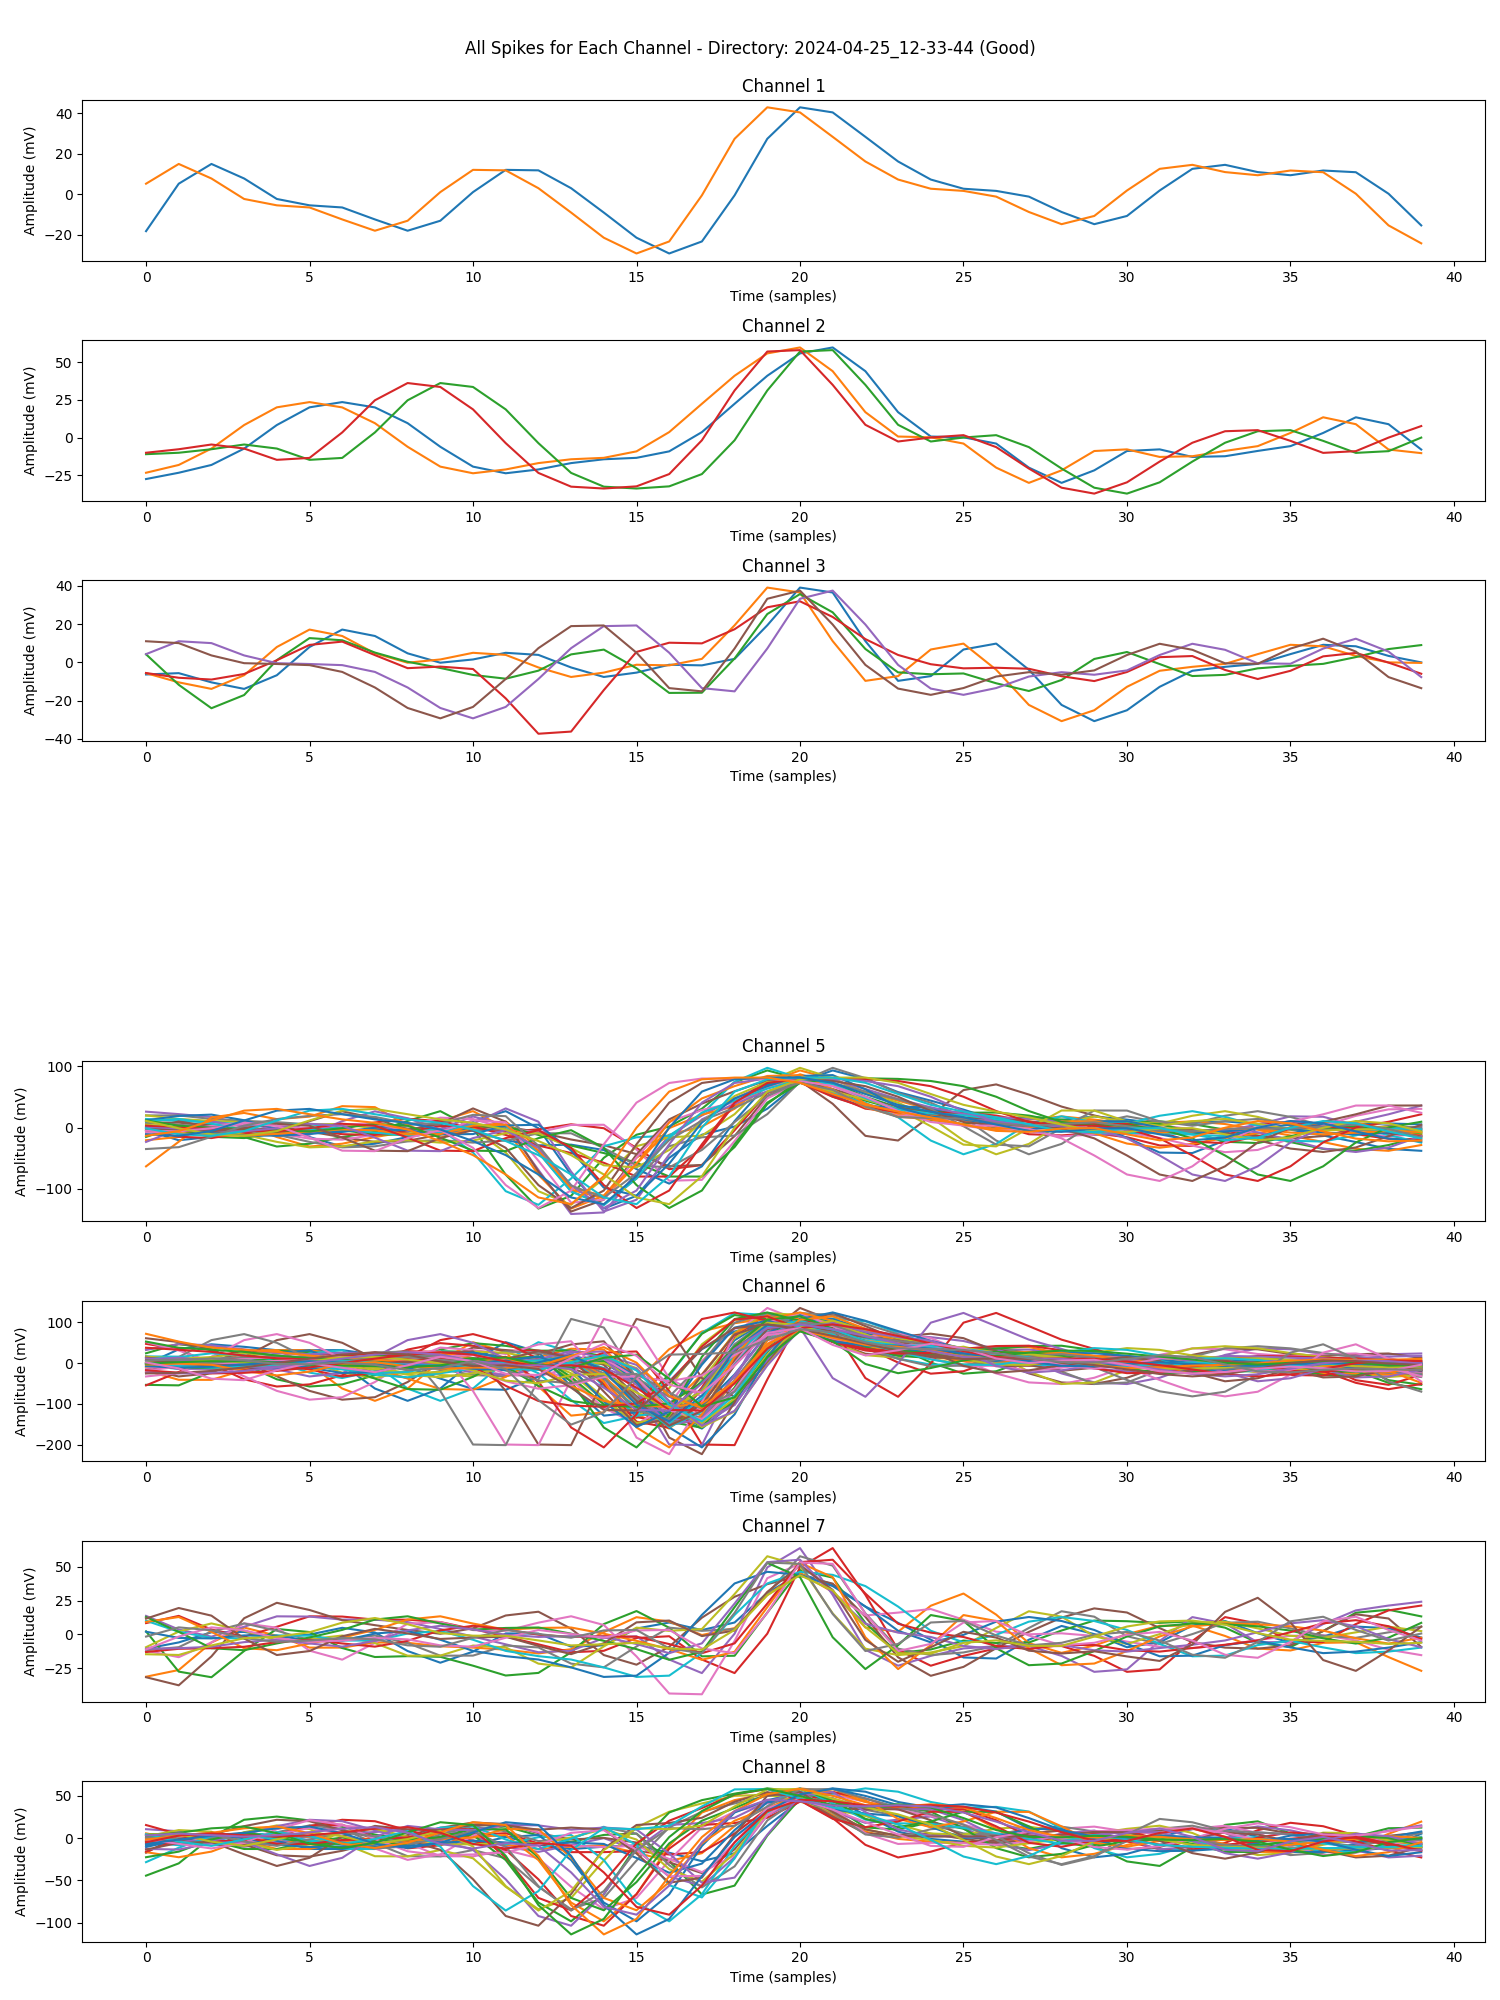 All Spikes for Each Channel - Directory: 2024-04-25_12-33-44 (Good)
Channel 1
Amplitude (mV)
40
20
0
−20
0 5 10 15 20 25 30 35 40
Time (samples)
Channel 2
Amplitude (mV)
50
25
0
−25
0 5 10 15 20 25 30 35 40
Time (samples)
Channel 3
Amplitude (mV)
40
20
0
−20
−40
0 5 10 15 20 25 30 35 40
Time (samples)
Channel 5
Amplitude (mV)
100
0
−100
0 5 10 15 20 25 30 35 40
Time (samples)
Channel 6
Amplitude (mV)
100
0
−100
−200
0 5 10 15 20 25 30 35 40
Time (samples)
Channel 7
Amplitude (mV)
50
25
0
−25
0 5 10 15 20 25 30 35 40
Time (samples)
Channel 8
Amplitude (mV)
50
0
−50
−100
0 5 10 15 20 25 30 35 40
Time (samples)